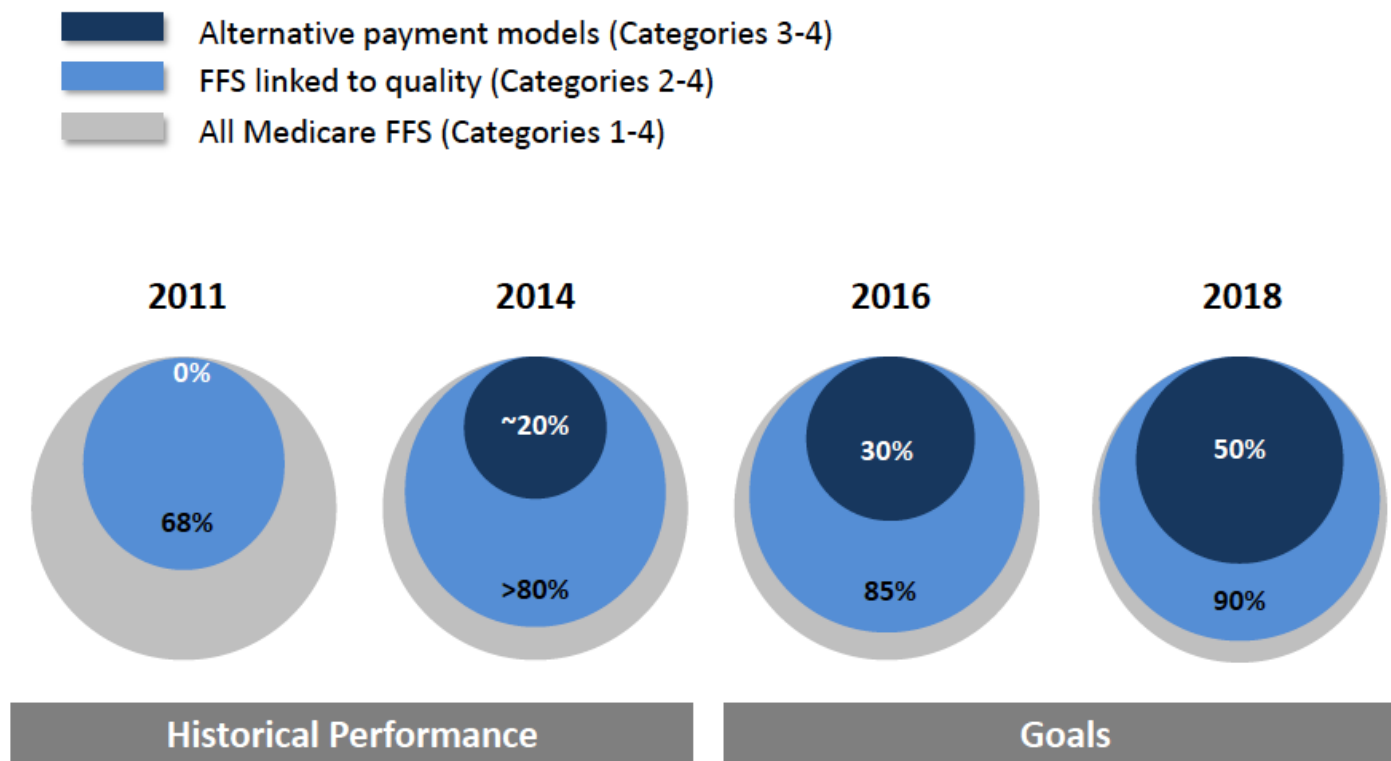 Alternative payment models (Categories 3-4)
FFS linked to quality (Categories 2-4)
All Medicare FFS (Categories 1-4)
2011
2014
2016
2018
0%
68%
~20%
>80%
30%
85%
50%
90%
Historical Performance
Goals